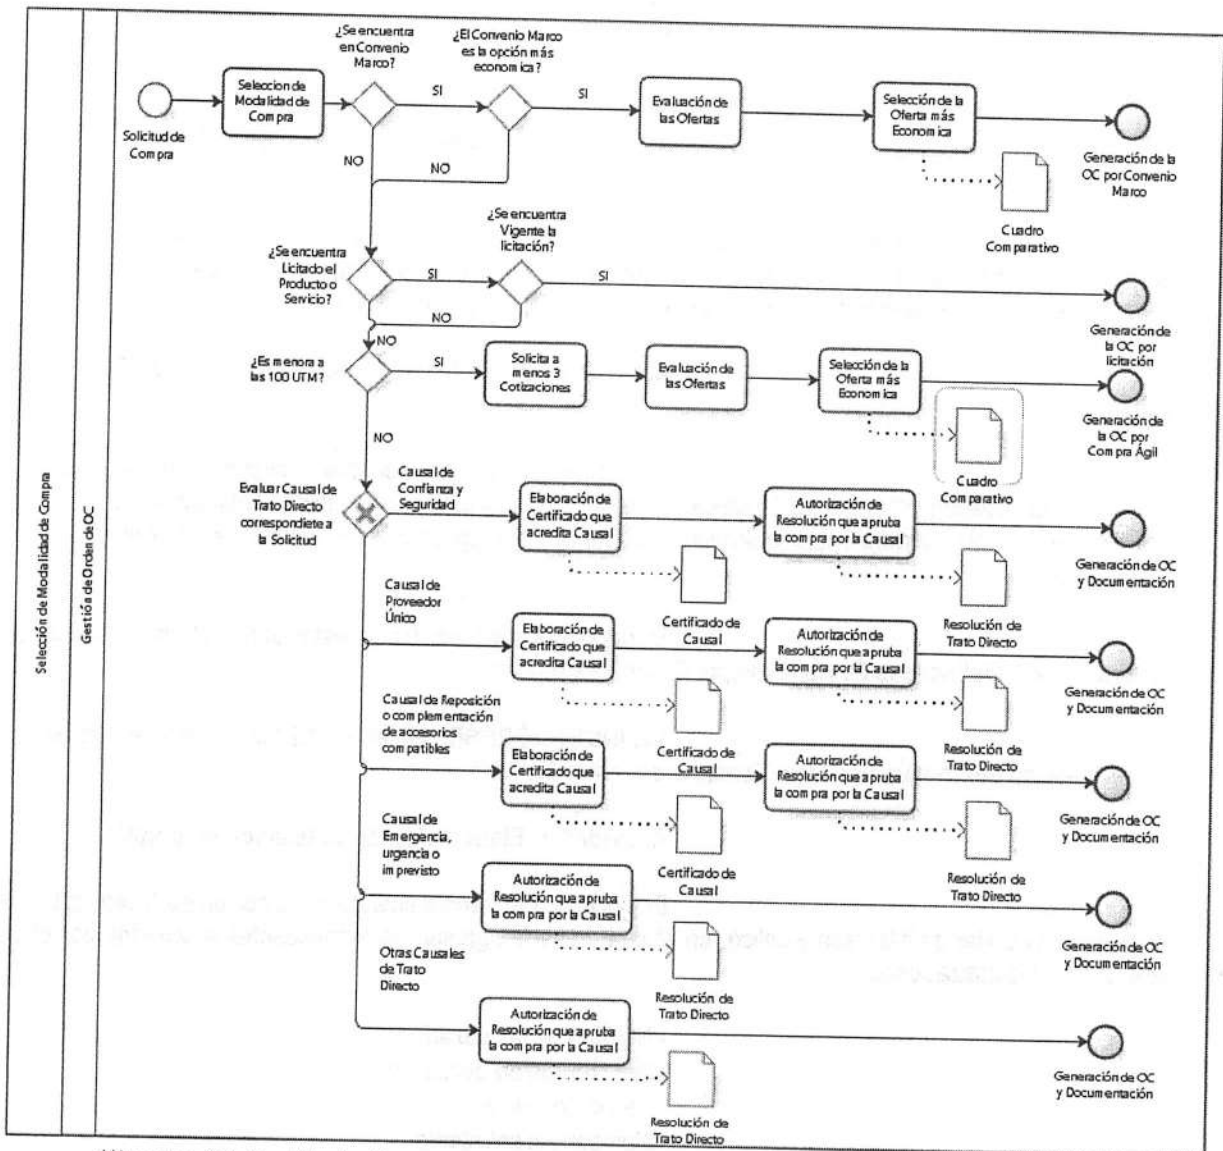 Selección de Modalidad de Compra
Gestión de Orden de OC
Solicitud de
Compra
Seleccion de
Modalidad de
Compra
¿Se encuentra
en Convenio
Marco?
SI
NO
¿El Convenio Marco
es la opción más
economica?
SI
NO
Evaluación de
las Ofertas
Selección de la
Oferta más
Economica
Cuadro
Comparativo
Generación de la
OC por Convenio
Marco
¿Se encuentra
Licitado el
Producto o
Servicio?
SI
NO
¿Se encuentra
Vigente la
licitación?
SI
NO
Generación de
la OC por
licitación
¿Es menor a
las 100 UTM?
SI
NO
Solicita a
menos 3
Cotizaciones
Evaluación de
las Ofertas
Selección de la
Oferta más
Economica
Cuadro
Comparativo
Generación de
la OC por
Compra Ágil
Evaluar Causal de
Trato Directo
correspondiete a
la Solicitud
Causal de
Confianza y
Seguridad
Elaboración de
Certificado que
acredita Causal
Certificado de
Causal
Autorización de
Resolución que apruba
la compra por la Causal
Resolución de
Trato Directo
Generación de OC
y Documentación
Causal de
Proveedor
Único
Elaboración de
Certificado que
acredita Causal
Certificado de
Causal
Autorización de
Resolución que apruba
la compra por la Causal
Resolución de
Trato Directo
Generación de OC
y Documentación
Causal de Reposición
o complementación
de accesorios
compatibles
Elaboración de
Certificado que
acredita Causal
Certificado de
Causal
Autorización de
Resolución que apruba
la compra por la Causal
Resolución de
Trato Directo
Generación de OC
y Documentación
Causal de
Emergencia,
urgencia o
imprevisto
Autorización de
Resolución que apruba
la compra por la Causal
Resolución de
Trato Directo
Generación de OC
y Documentación
Otras Causales
de Trato
Directo
Autorización de
Resolución que apruba
la compra por la Causal
Resolución de
Trato Directo
Generación de OC
y Documentación